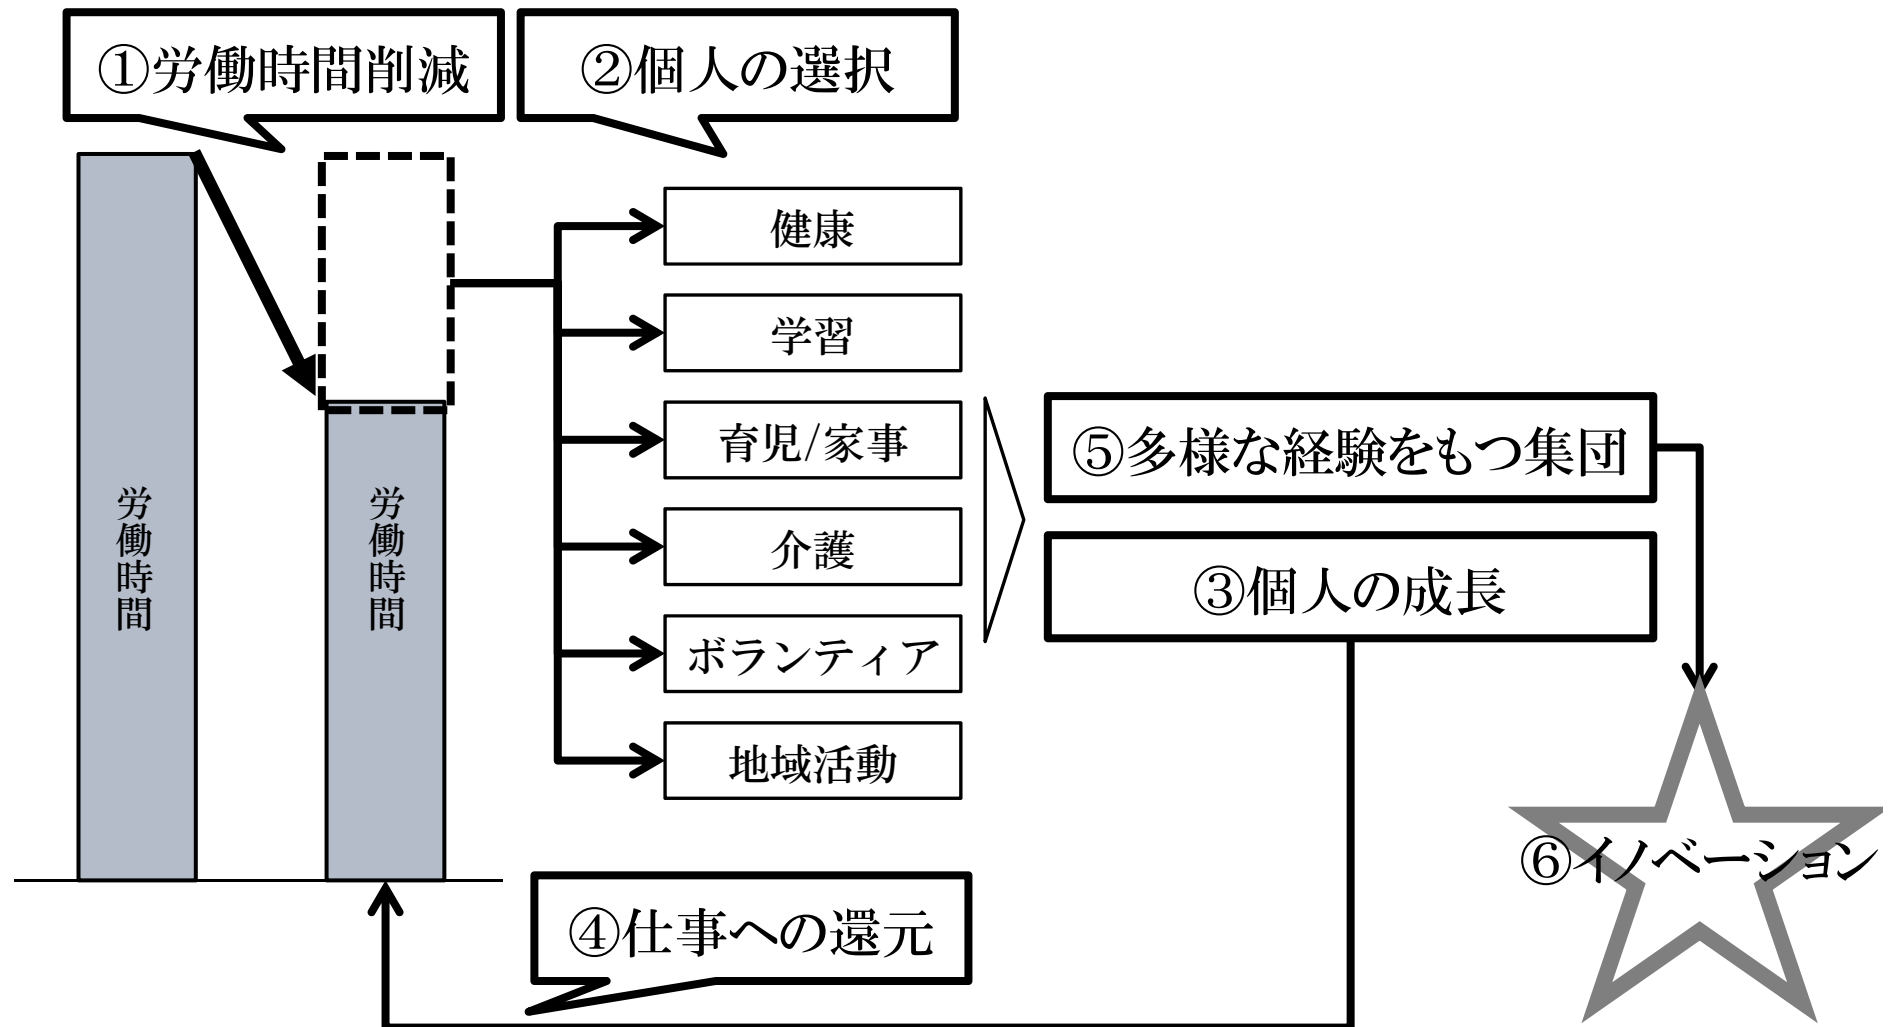 ①労働時間削減
②個人の選択
労働時間
労働時間
健康
学習
育児/家事
介護
ボランティア
地域活動
⑤多様な経験をもつ集団
③個人の成長
⑥イノベーション
④仕事への還元